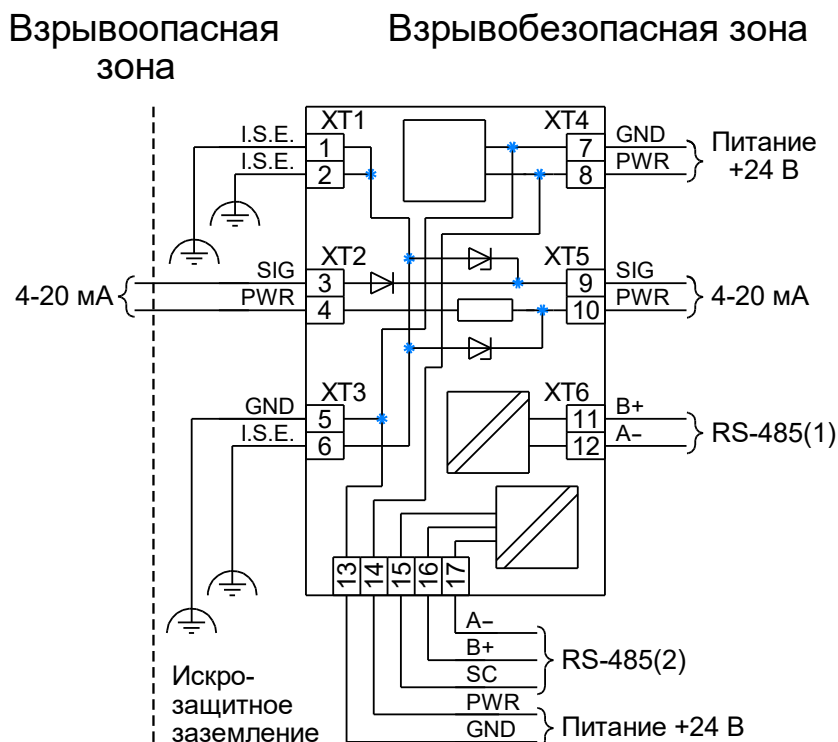 Взрывоопасная
зона
Взрывобезопасная зона
XT1
XT4
I.S.E.
1
7
GND
I.S.E.
2
8
PWR
Питание
+24 В
XT2
XT5
SIG
3
9
SIG
PWR
4
10
PWR
4-20 мА
4-20 мА
XT3
XT6
GND
5
11
B+
I.S.E.
6
12
A-
RS-485(1)
13
14
15
16
17
A-
B+
SC
RS-485(2)
PWR
GND
Питание +24 В
Искро-
защитное
заземление